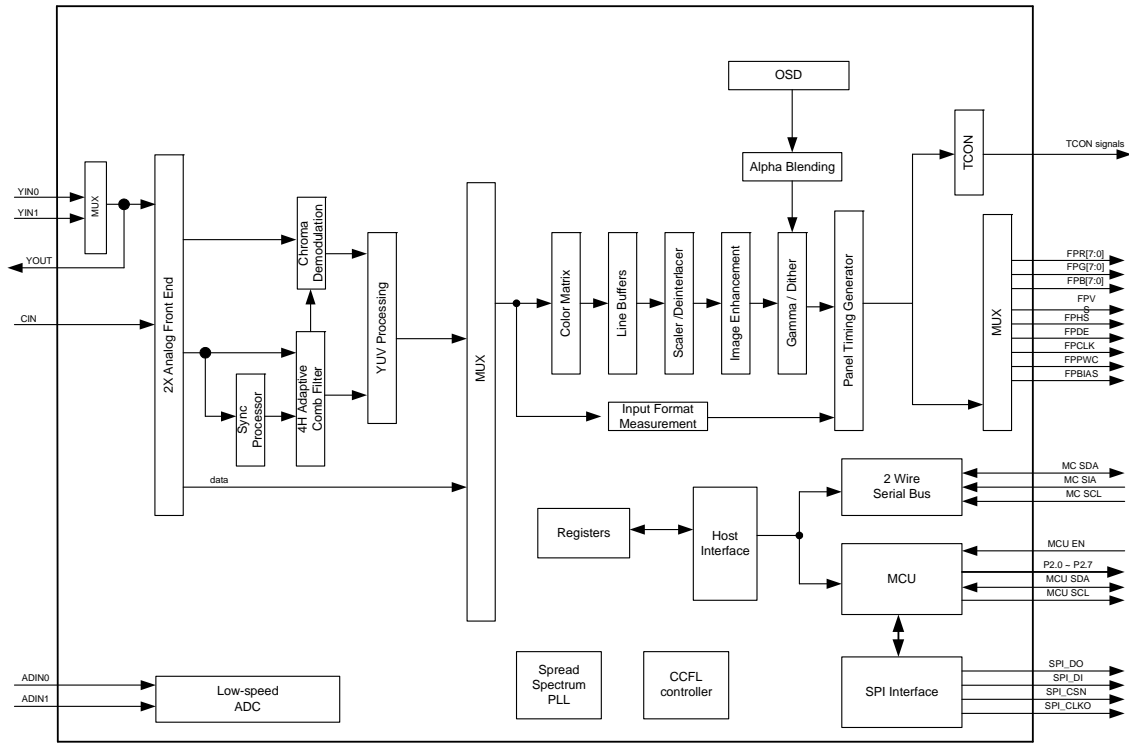 OSD
TCON
TCON signals
Alpha Blending
YIN0
YIN1
MUX
YOUT
CIN
2X Analog Front End
Chroma
Demodulation
4H Adaptive
Comb Filter
Sync
Processor
YUV Processing
data
MUX
Color Matrix
Line Buffers
Scaler /Deinterlacer
Image Enhancement
Gamma / Dither
Panel Timing Generator
Input Format
Measurement
MUX
FPR[7:0]
FPG[7:0]
FPB[7:0]
FPV
S
FPHS
FPDE
FPCLK
FPPWC
FPBIAS
2 Wire
Serial Bus
MC SDA
MC SIA
MC SCL
Registers
Host
Interface
MCU
MCU EN
P2.0 ~ P2.7
MCU SDA
MCU SCL
ADIN0
ADIN1
Low-speed
ADC
Spread
Spectrum
PLL
CCFL
controller
SPI Interface
SPI_DO
SPI_DI
SPI_CSN
SPI_CLKO